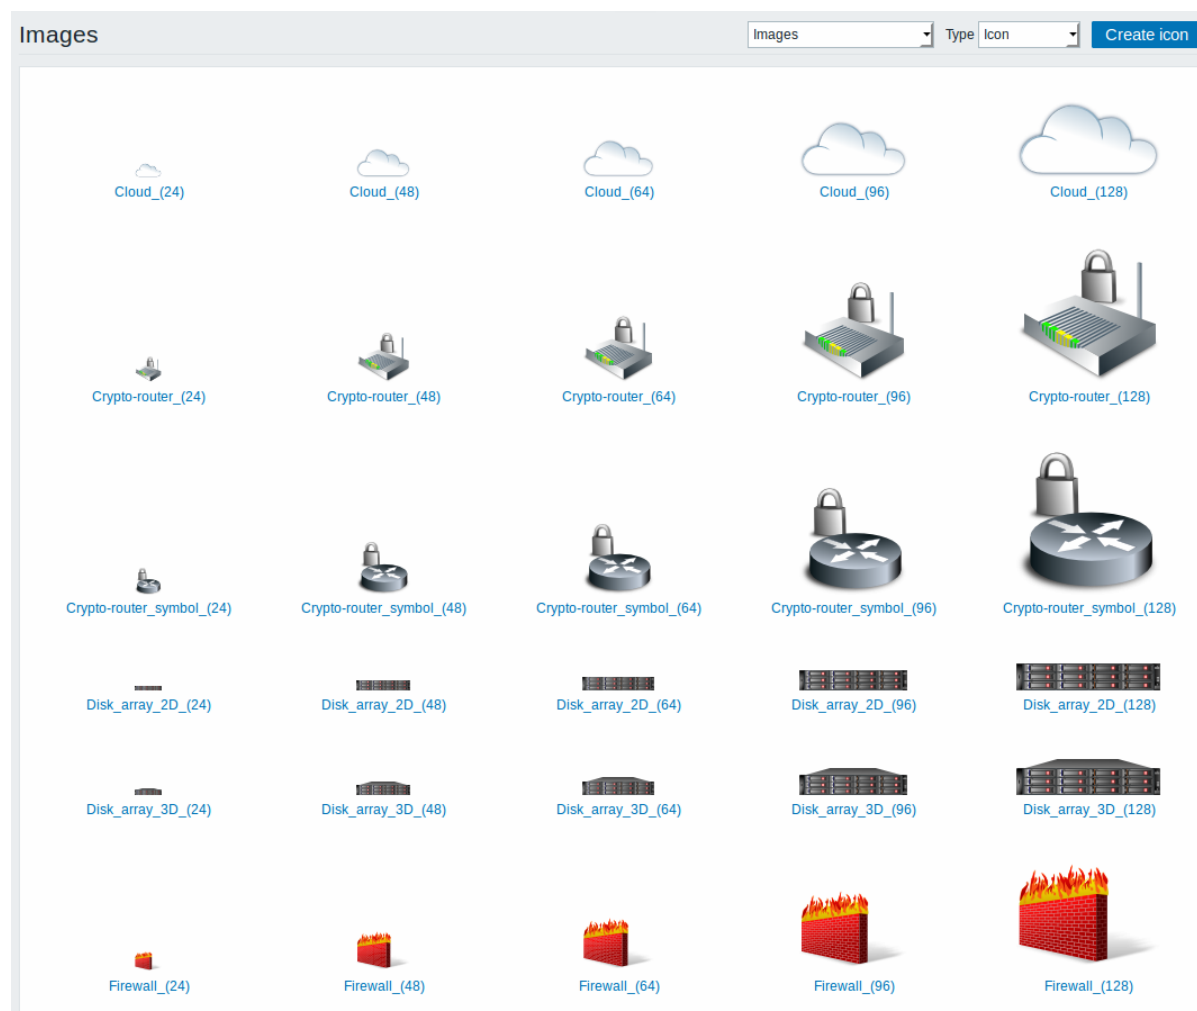 Images
Images Type Icon Create icon
Cloud_(24) Cloud_(48) Cloud_(64) Cloud_(96) Cloud_(128)
Crypto-router_(24) Crypto-router_(48) Crypto-router_(64) Crypto-router_(96) Crypto-router_(128)
Crypto-router_symbol_(24) Crypto-router_symbol_(48) Crypto-router_symbol_(64) Crypto-router_symbol_(96) Crypto-router_symbol_(128)
Disk_array_2D_(24) Disk_array_2D_(48) Disk_array_2D_(64) Disk_array_2D_(96) Disk_array_2D_(128)
Disk_array_3D_(24) Disk_array_3D_(48) Disk_array_3D_(64) Disk_array_3D_(96) Disk_array_3D_(128)
Firewall_(24) Firewall_(48) Firewall_(64) Firewall_(96) Firewall_(128)